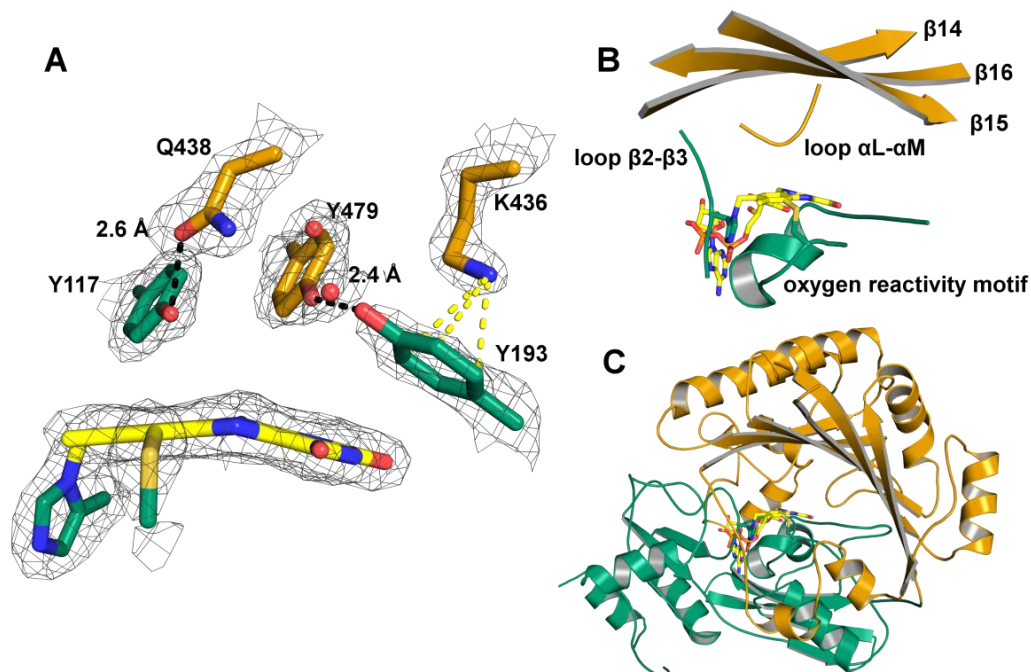 A
Q438
2.6 Å
Y117
Y479
2.4 Å
K436
Y193
B
β14
β16
β15
loop αL-αM
loop β2-β3
oxygen reactivity motif
C